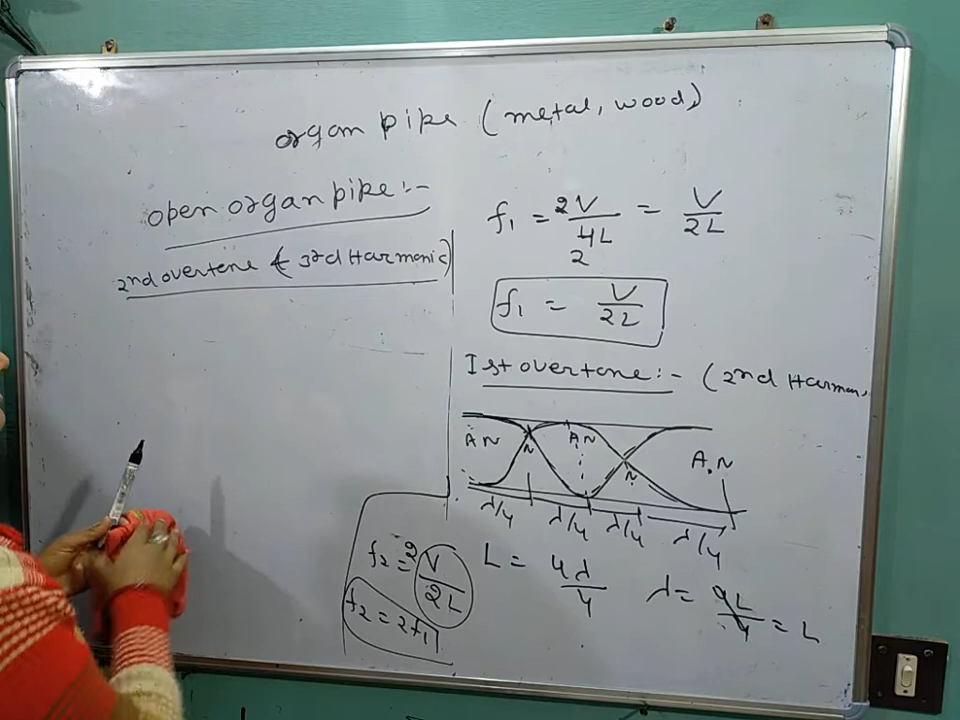 organ pipe (metal, wood)
open organ pipe:-
2nd overtone & 3rd Harmonic)
f1 = 2V/4L = V/2L
2
f1 = V/2L
Ist overtone:- (2nd Harmon
A N N A N N A.N
λ/4 λ/4 λ/4 λ/4
L = 4λ/4 λ = 4L/4 = L
f2 = 2 V/2L
f2 = 2f1